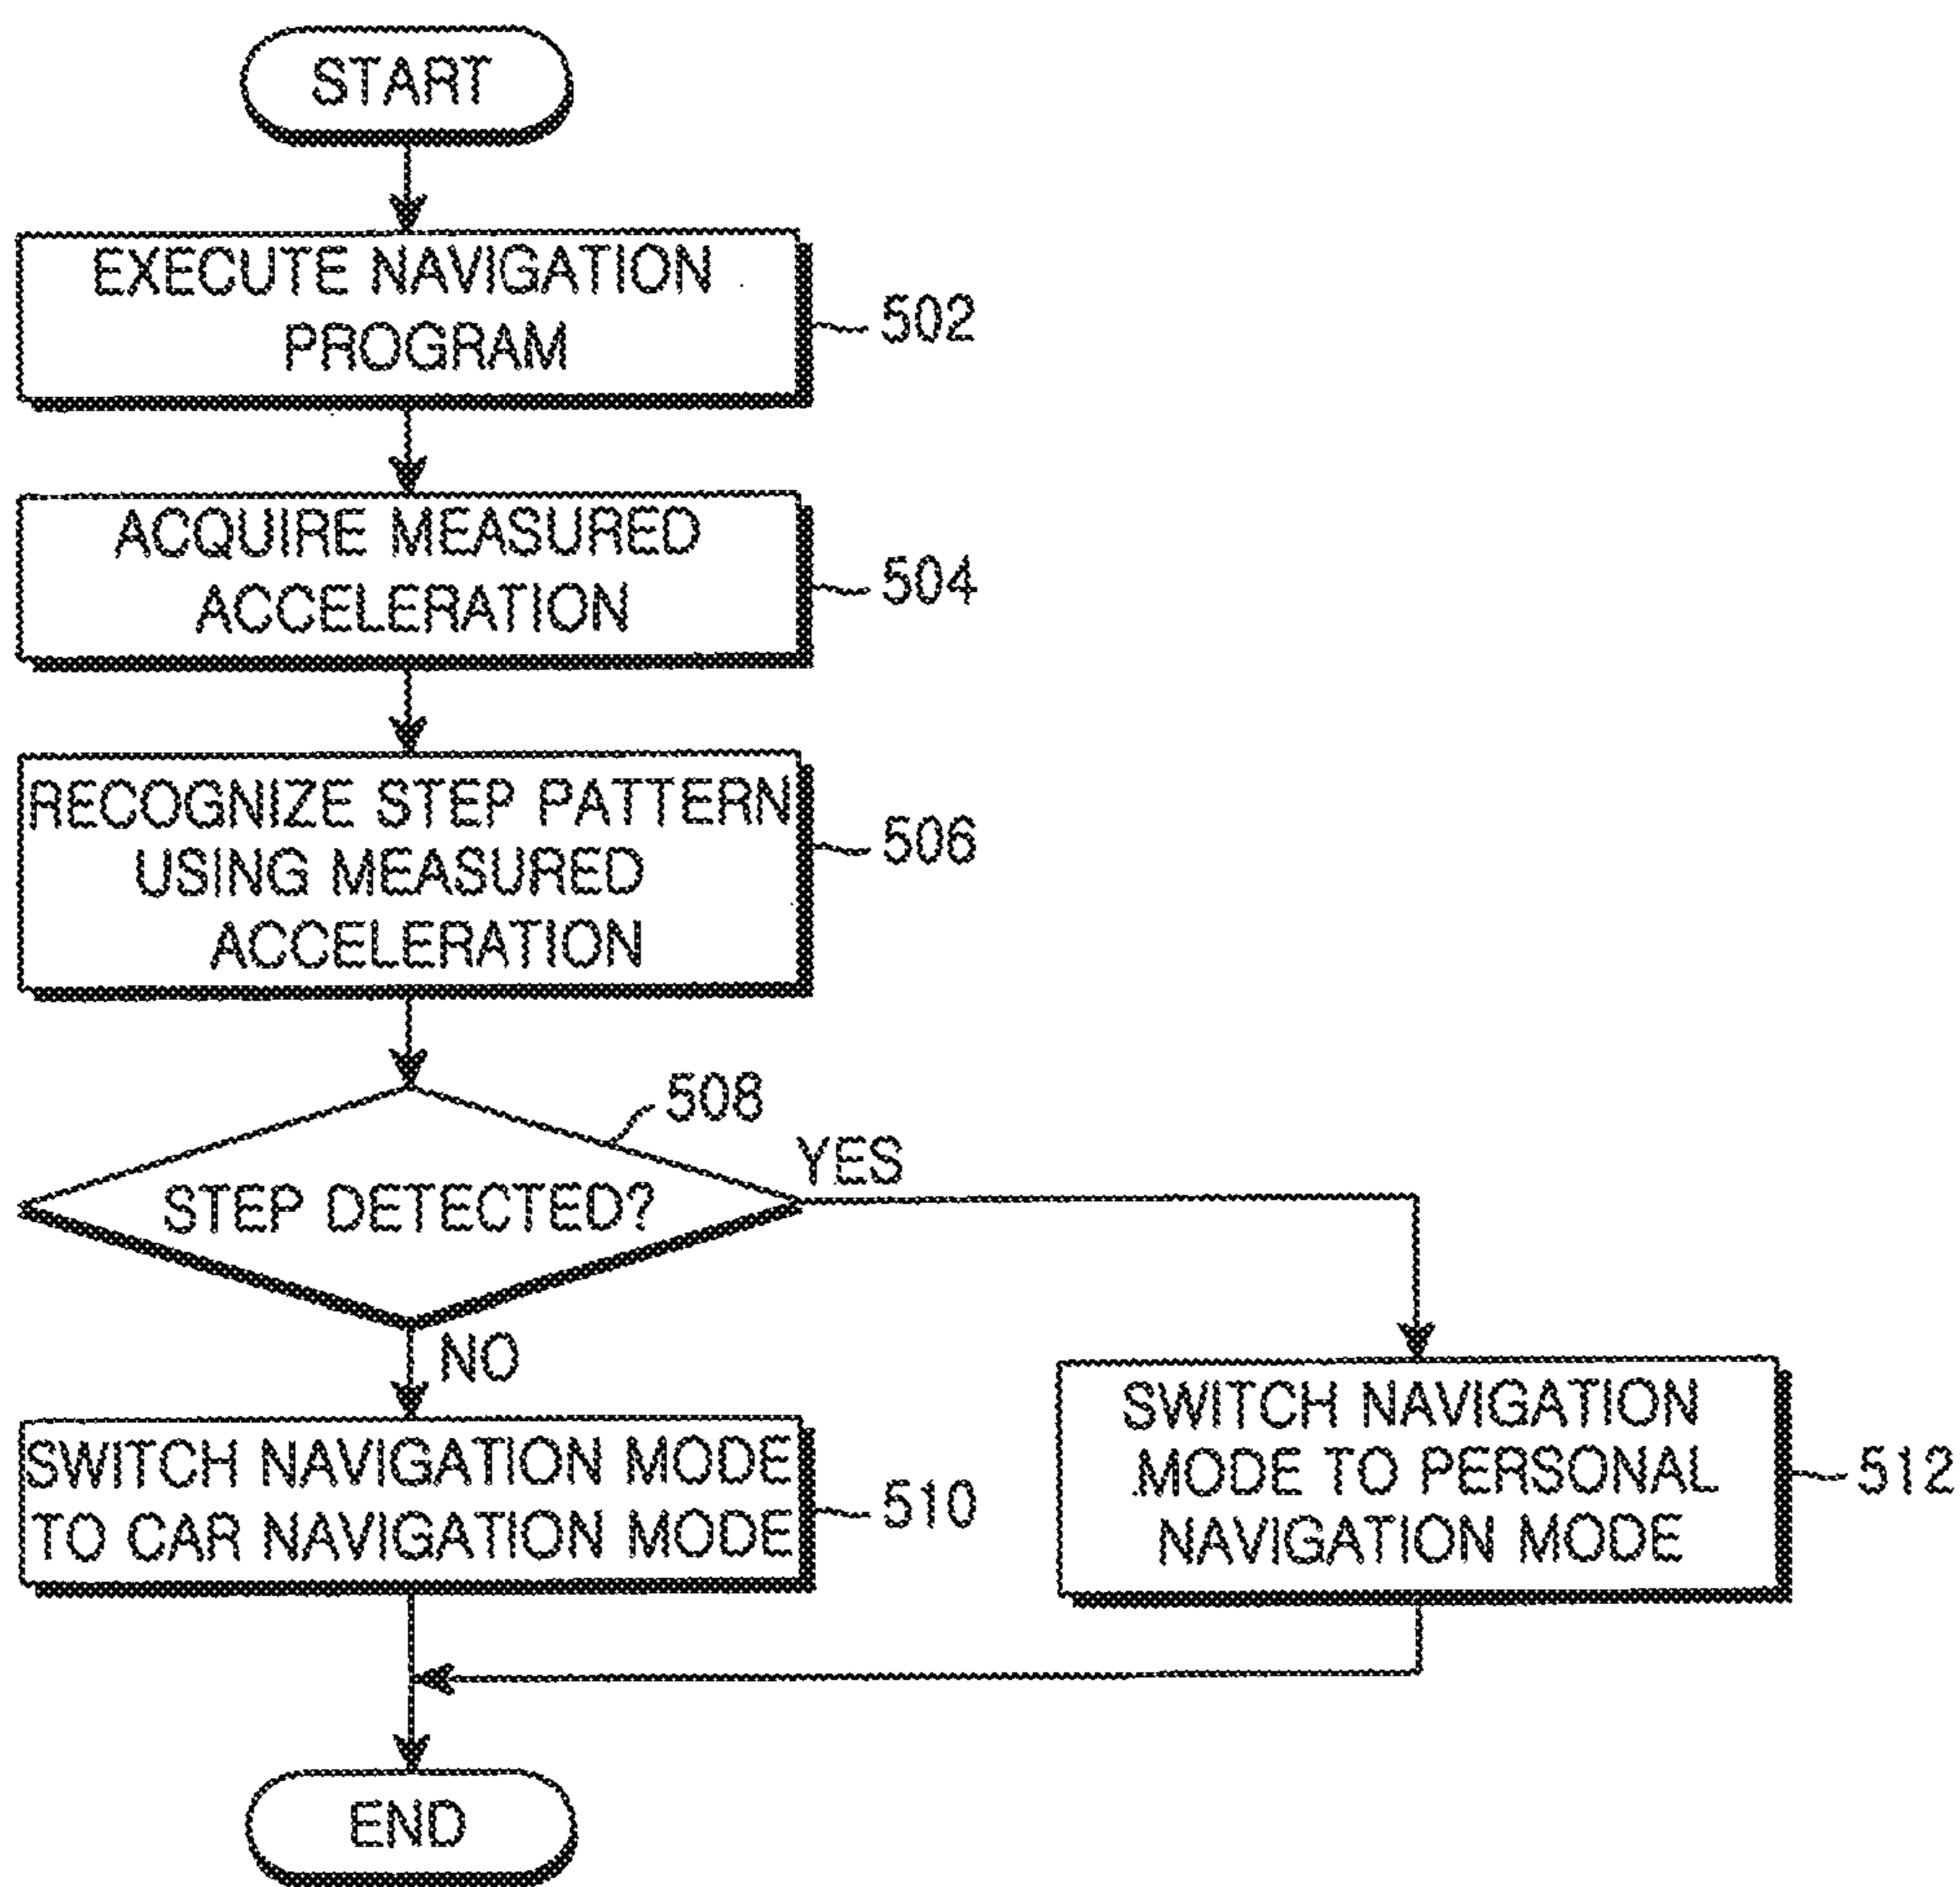 START
EXECUTE NAVIGATION
PROGRAM
502
ACQUIRE MEASURED
ACCELERATION
504
RECOGNIZE STEP PATTERN
USING MEASURED
ACCELERATION
506
508
STEP DETECTED?
YES
NO
SWITCH NAVIGATION MODE
TO CAR NAVIGATION MODE
510
SWITCH NAVIGATION
MODE TO PERSONAL
NAVIGATION MODE
512
END